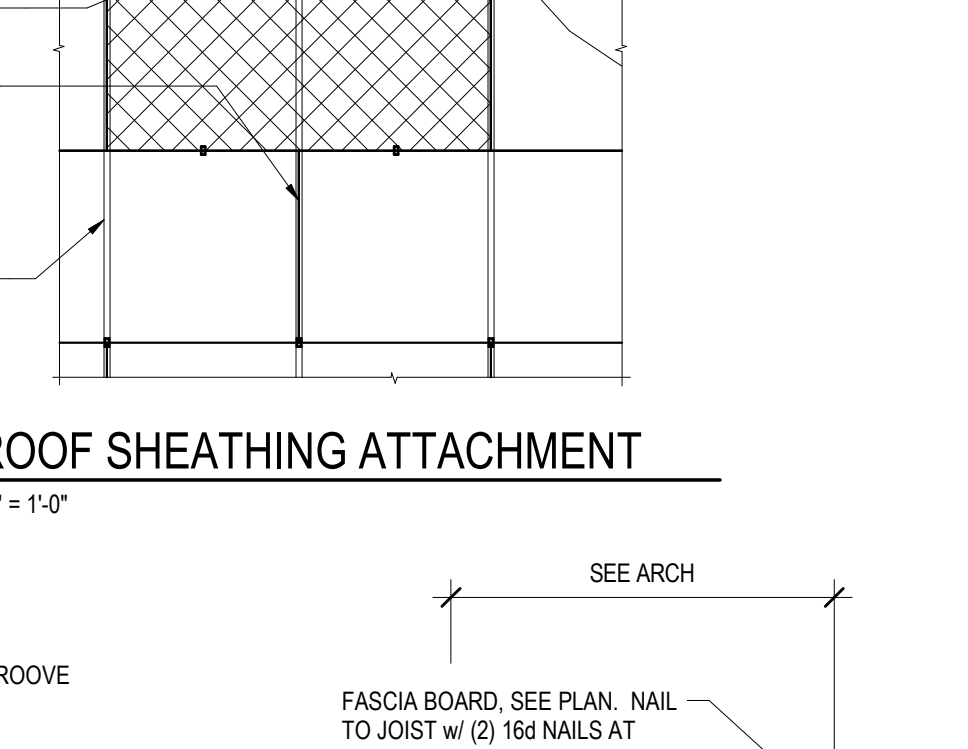 ROOF SHEATHING ATTACHMENT
" = 1'-0"
SEE ARCH
ROOVE
FASCIA BOARD, SEE PLAN. NAIL
TO JOIST w/ (2) 16d NAILS AT